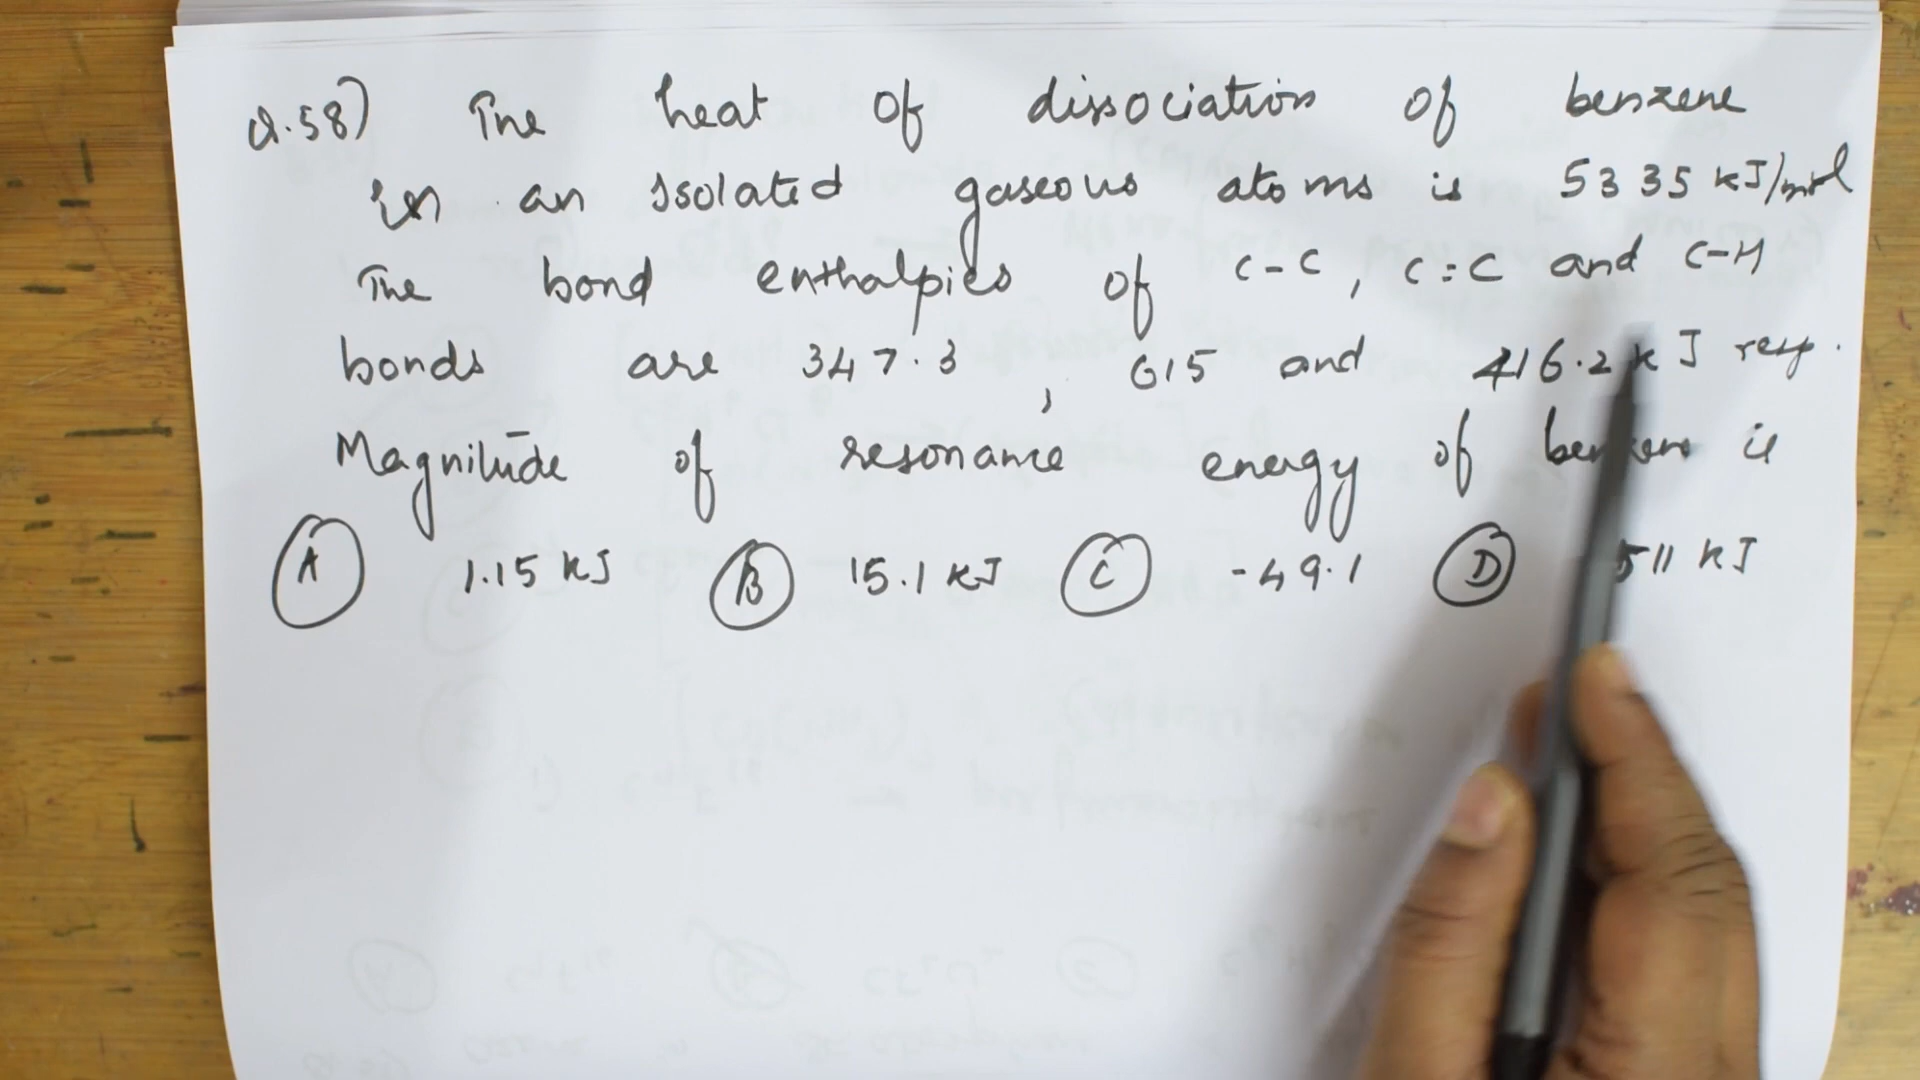 Q.58) The heat of dissociation of benzene
in an Isolated gaseous atoms is 5335 kJ/mol
The bond enthalpies of C-C, C=C and C-H
bonds are 347.3, 615 and 416.2 kJ resp.
Magnitude of resonance energy of is
A 1.15 kJ B 15.1 kJ C -49.1 D 511 kJ